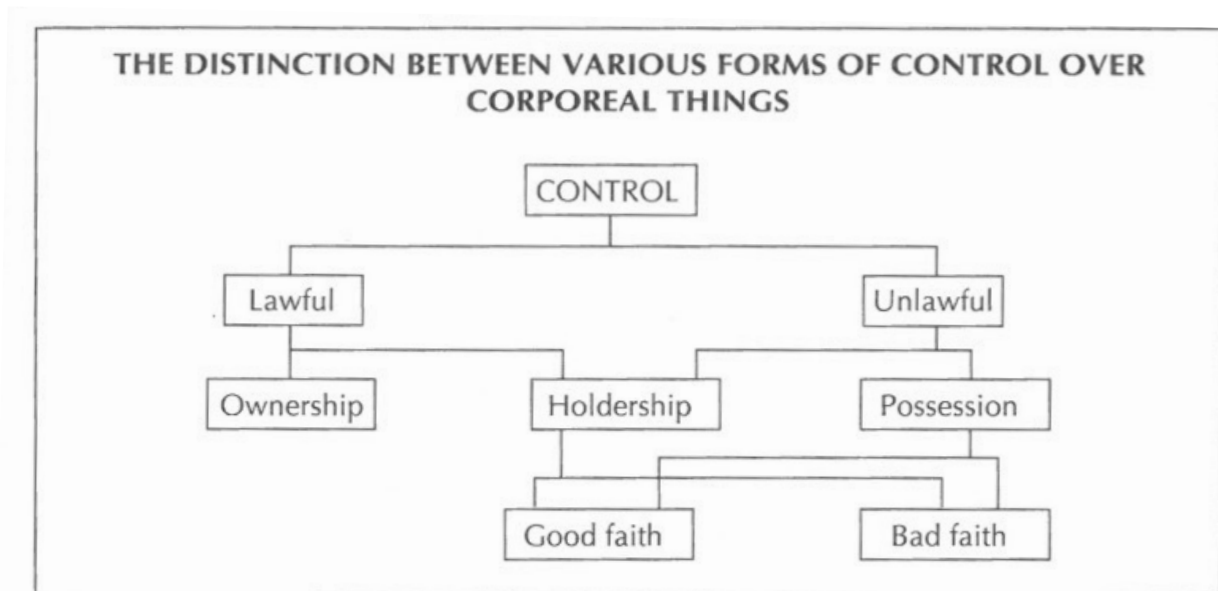 THE DISTINCTION BETWEEN VARIOUS FORMS OF CONTROL OVER
CORPOREAL THINGS
CONTROL
Lawful
Unlawful
Ownership
Holdership
Possession
Good faith
Bad faith